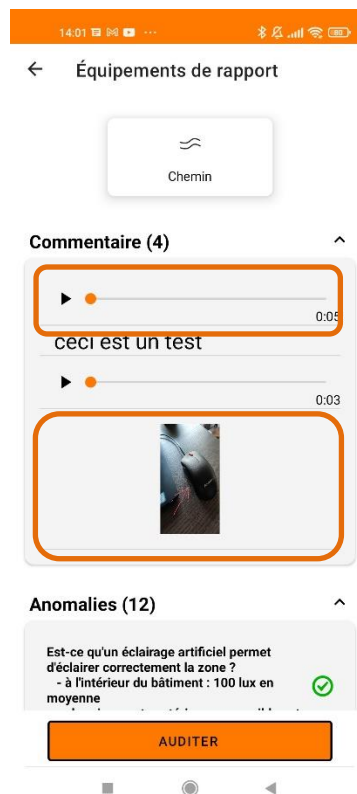 14:01
Équipements de rapport
Chemin
Commentaire (4)
0:05
ceci est un test
0:03
Anomalies (12)
Est-ce qu'un éclairage artificiel permet
d'éclairer correctement la zone ?
- à l'intérieur du bâtiment : 100 lux en
moyenne
AUDITER